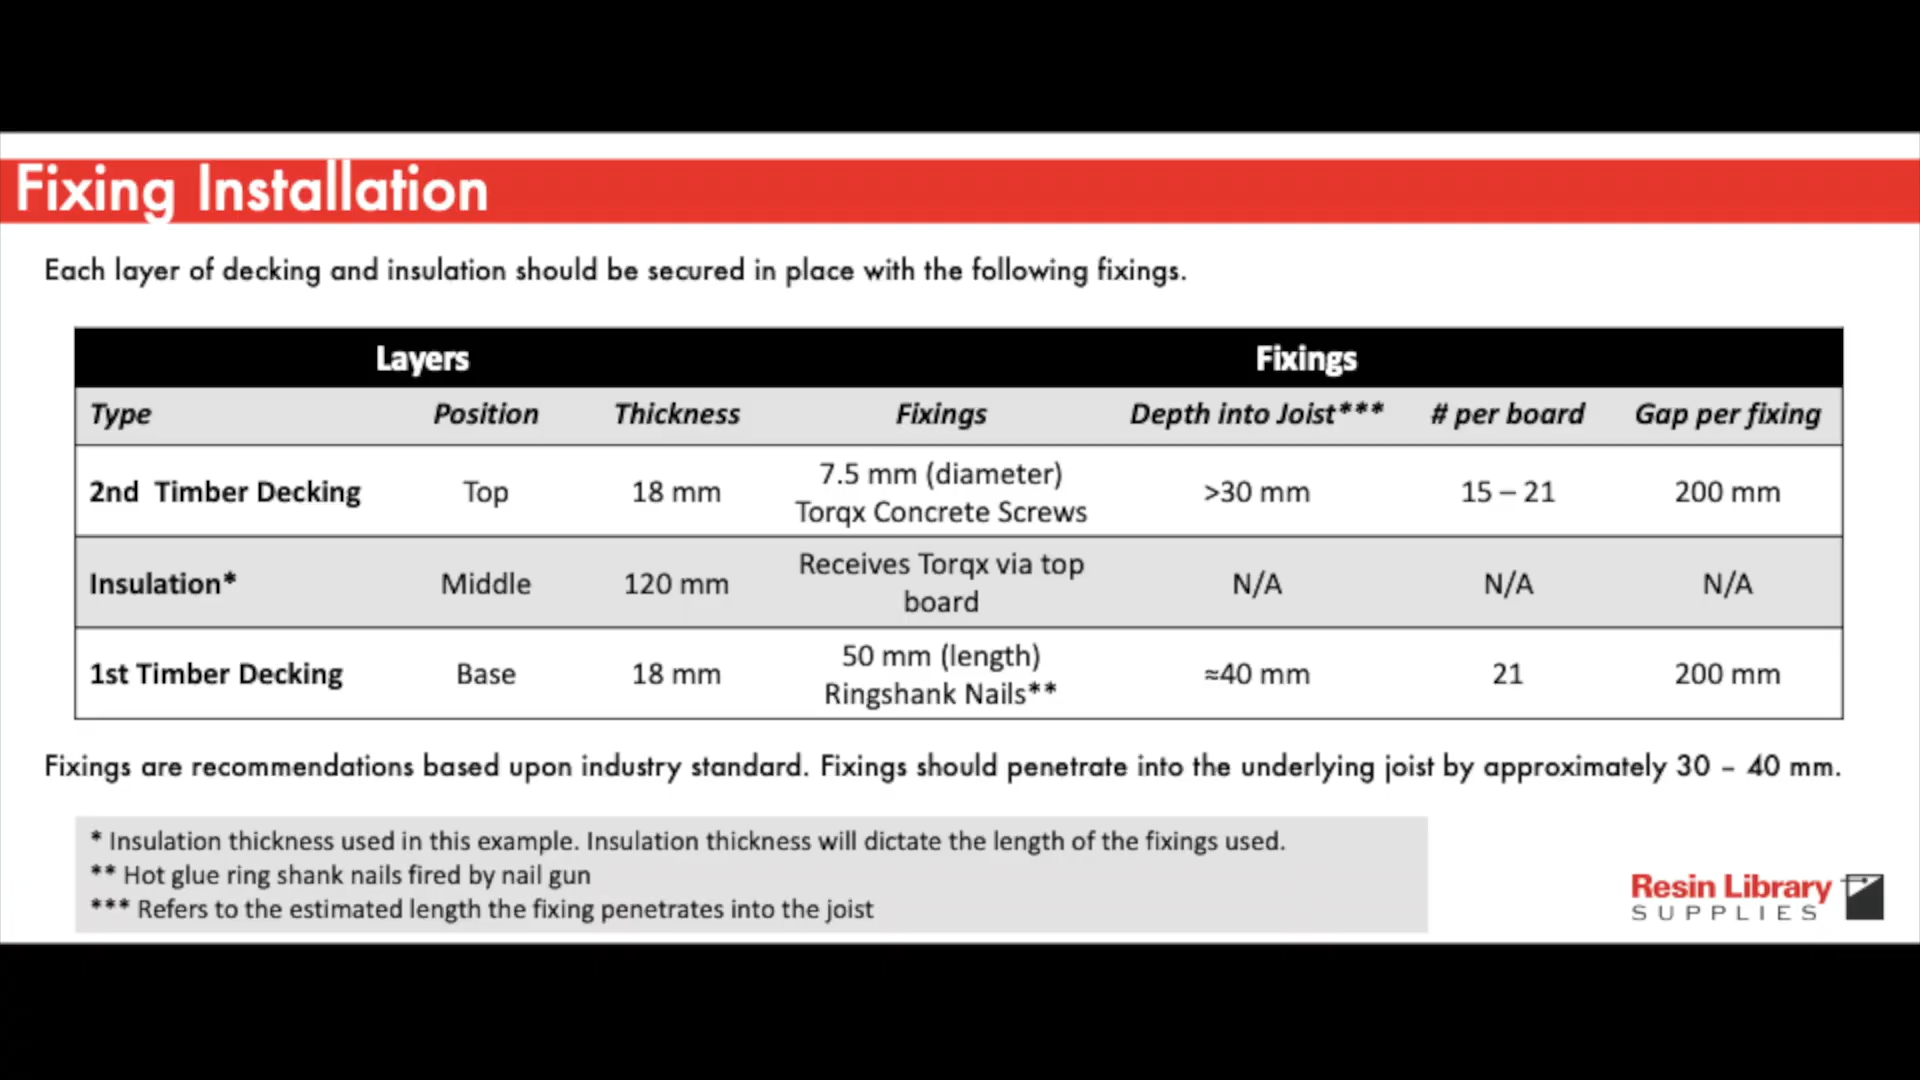 Fixing Installation
Each layer of decking and insulation should be secured in place with the following fixings.
Layers Fixings
Type Position Thickness Fixings Depth into Joist*** # per board Gap per fixing
2nd Timber Decking Top 18 mm 7.5 mm (diameter) Torqx Concrete Screws >30 mm 15 – 21 200 mm
Insulation* Middle 120 mm Receives Torqx via top board N/A N/A N/A
1st Timber Decking Base 18 mm 50 mm (length) Ringshank Nails** ≈40 mm 21 200 mm
Fixings are recommendations based upon industry standard. Fixings should penetrate into the underlying joist by approximately 30 – 40 mm.
* Insulation thickness used in this example. Insulation thickness will dictate the length of the fixings used.
** Hot glue ring shank nails fired by nail gun
*** Refers to the estimated length the fixing penetrates into the joist
Resin Library
SUPPLIES